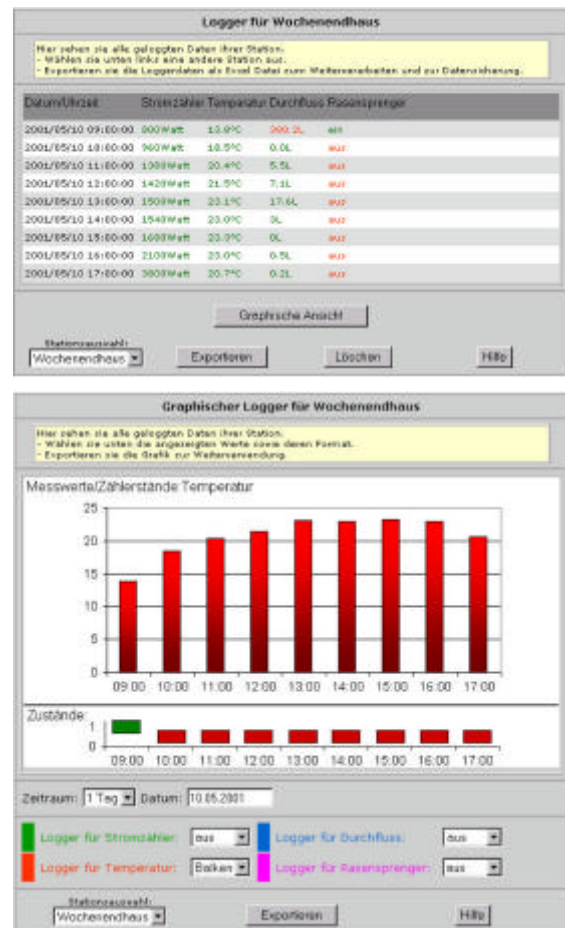 Logger für Wochenendhaus
Hier sehen sie alle geloggten Daten ihrer Station.
- Wählen sie unten links eine andere Station aus.
- Exportieren sie die Loggerdaten als Excel Datei zum Weiterverarbeiten und zur Datensicherung.
Datum/Uhrzeit Stromzähler Temperatur Durchfluss Rasensprenger
2001/05/10 09:00:00 800Watt 13.8°C 380.2L ein
2001/05/10 10:00:00 960Watt 18.5°C 0.0L aus
2001/05/10 11:00:00 1380Watt 20.4°C 5.5L aus
2001/05/10 12:00:00 1420Watt 21.5°C 7.1L aus
2001/05/10 13:00:00 1500Watt 23.1°C 17.6L aus
2001/05/10 14:00:00 1540Watt 23.0°C 0L aus
2001/05/10 15:00:00 1600Watt 23.3°C 0L aus
2001/05/10 16:00:00 2100Watt 23.0°C 0.5L aus
2001/05/10 17:00:00 3800Watt 20.7°C 0.2L aus
Graphische Ansicht
Stationsauswahl:
Wochenendhaus Exportieren Löschen Hilfe
Graphischer Logger für Wochenendhaus
Hier sehen sie alle geloggten Daten ihrer Station.
- Wählen sie unten die angezeigten Werte sowie deren Format.
- Exportieren sie die Grafik zur Weiterverwendung.
Messwerte/Zählerstände Temperatur
25
20
15
10
5
0
09:00 10:00 11:00 12:00 13:00 14:00 15:00 16:00 17:00
Zustände
1
0
09:00 10:00 11:00 12:00 13:00 14:00 15:00 16:00 17:00
Zeitraum: 1 Tag Datum: 10.05.2001
Logger für Stromzähler: aus Logger für Durchfluss: aus
Logger für Temperatur: Balken Logger für Rasensprenger: aus
Stationsauswahl:
Wochenendhaus Exportieren Hilfe